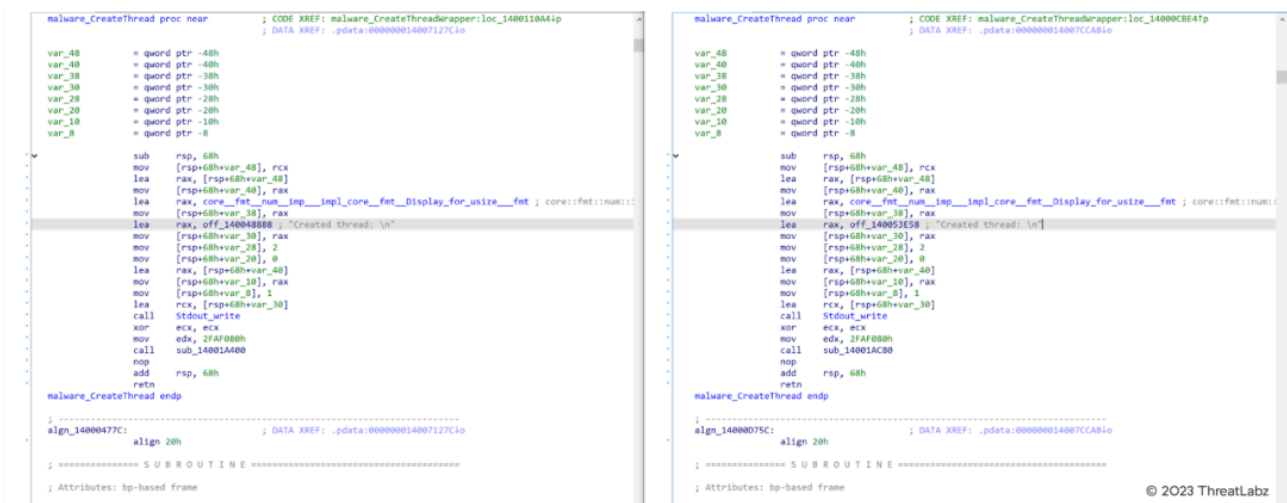 malware_CreateThread proc near ; CODE XREF: malware_CreateThreadWrapper:loc_1400110A4↓p
; DATA XREF: .pdata:000000014007127C↓o
var_48 = qword ptr -48h
var_40 = qword ptr -40h
var_38 = qword ptr -38h
var_30 = qword ptr -30h
var_28 = qword ptr -28h
var_20 = qword ptr -20h
var_10 = qword ptr -10h
var_8 = qword ptr -8
sub rsp, 68h
mov [rsp+68h+var_48], rcx
lea rax, [rsp+68h+var_48]
mov [rsp+68h+var_40], rax
lea rax, core__fmt__num__imp___impl_core__fmt__Display_for_usize___fmt ; core::fmt::num::
mov [rsp+68h+var_38], rax
lea rax, off_140048888 ; "Created thread: \n"
mov [rsp+68h+var_30], rax
mov [rsp+68h+var_28], 2
mov [rsp+68h+var_20], 0
lea rax, [rsp+68h+var_40]
mov [rsp+68h+var_10], rax
mov [rsp+68h+var_8], 1
lea rcx, [rsp+68h+var_30]
call Stdout_write
xor ecx, ecx
mov edx, 2FAF080h
call sub_14001A400
nop
add rsp, 68h
retn
malware_CreateThread endp
; ---------------------------------------------------------------------------
algn_14000477C: ; DATA XREF: .pdata:000000014007127C↓o
align 20h
; =============== S U B R O U T I N E =======================================
; Attributes: bp-based frame
malware_CreateThread proc near ; CODE XREF: malware_CreateThreadWrapper:loc_14000CBE4↑p
; DATA XREF: .pdata:000000014007CCA8↓o
var_48 = qword ptr -48h
var_40 = qword ptr -40h
var_38 = qword ptr -38h
var_30 = qword ptr -30h
var_28 = qword ptr -28h
var_20 = qword ptr -20h
var_10 = qword ptr -10h
var_8 = qword ptr -8
sub rsp, 68h
mov [rsp+68h+var_48], rcx
lea rax, [rsp+68h+var_48]
mov [rsp+68h+var_40], rax
lea rax, core__fmt__num__imp___impl_core__fmt__Display_for_usize___fmt ; core::fmt::num:
mov [rsp+68h+var_38], rax
lea rax, off_140053E58 ; "Created thread: \n"
mov [rsp+68h+var_30], rax
mov [rsp+68h+var_28], 2
mov [rsp+68h+var_20], 0
lea rax, [rsp+68h+var_40]
mov [rsp+68h+var_10], rax
mov [rsp+68h+var_8], 1
lea rcx, [rsp+68h+var_30]
call Stdout_write
xor ecx, ecx
mov edx, 2FAF080h
call sub_14001AC80
nop
add rsp, 68h
retn
malware_CreateThread endp
; ---------------------------------------------------------------------------
algn_14000D75C: ; DATA XREF: .pdata:000000014007CCA8↓o
align 20h
; =============== S U B R O U T I N E =======================================
; Attributes: bp-based frame
© 2023 ThreatLabz